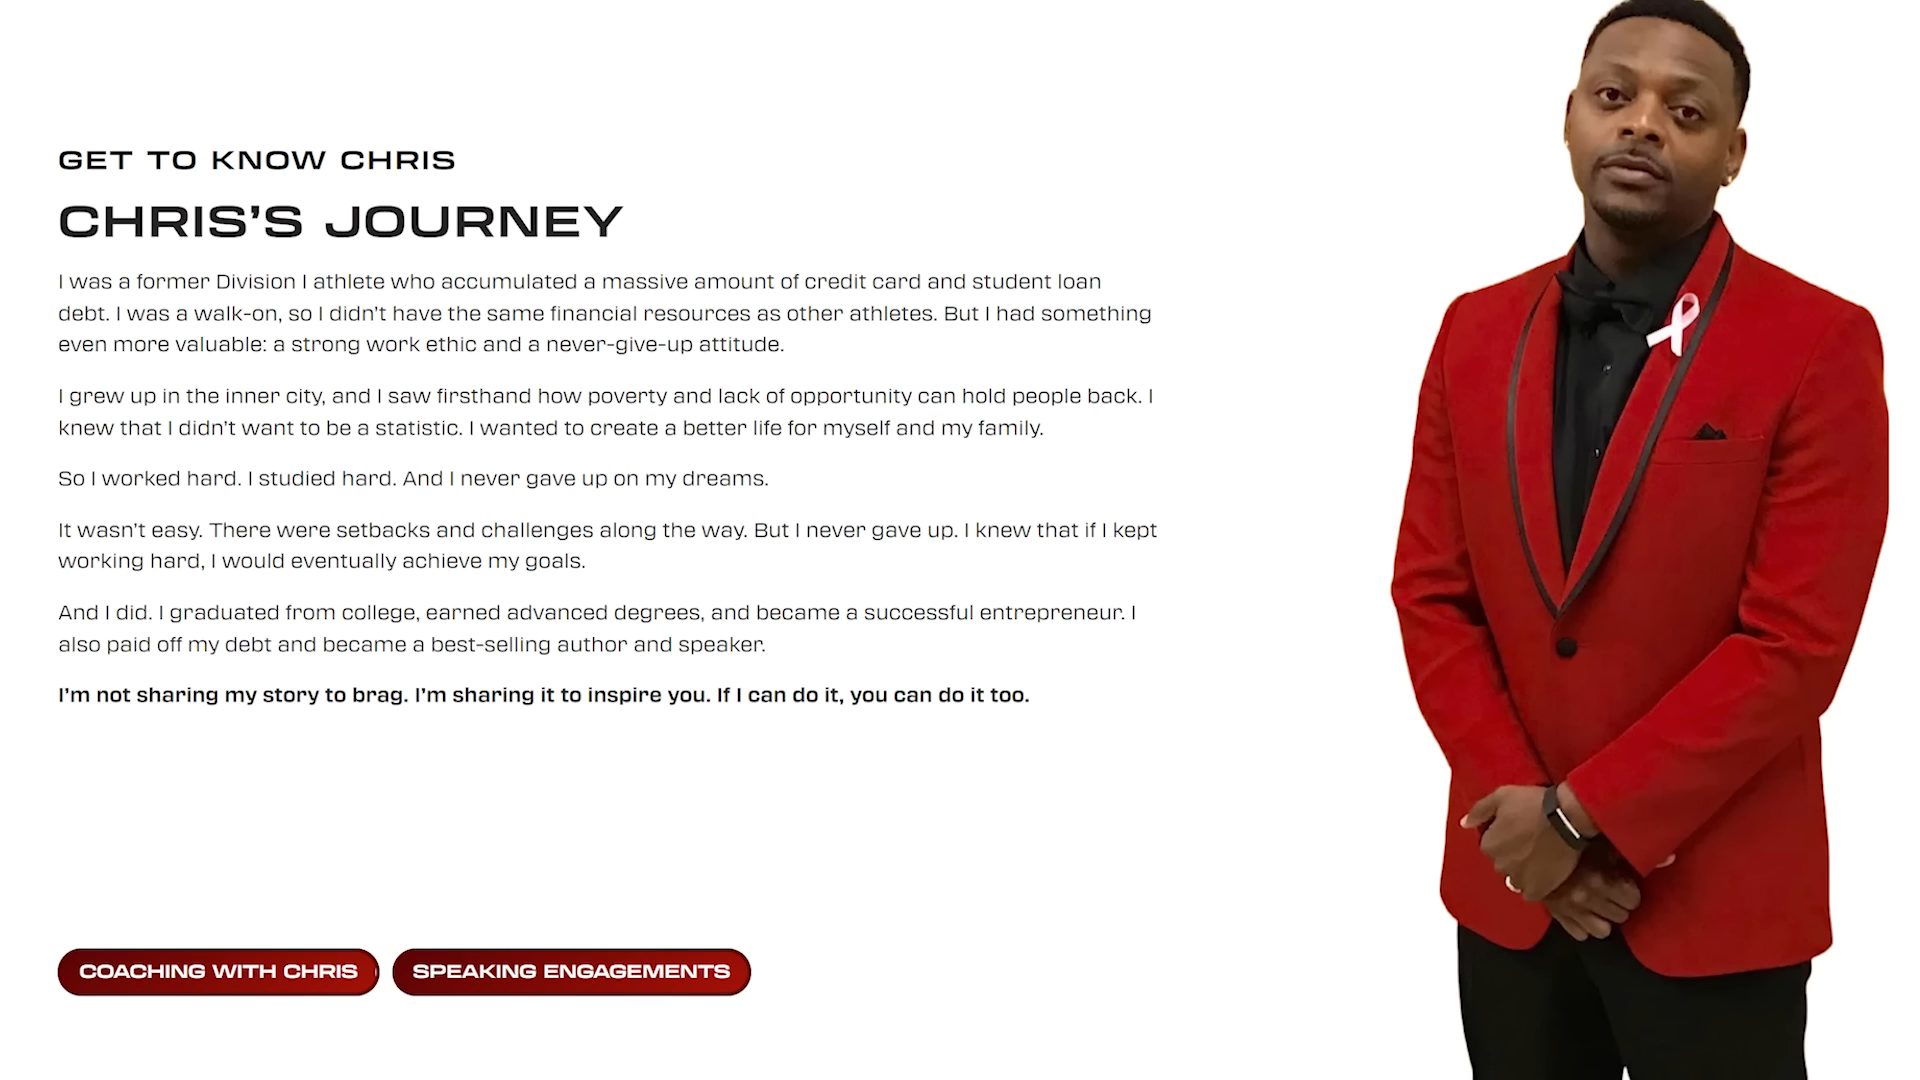 GET TO KNOW CHRIS
CHRIS’S JOURNEY
I was a former Division I athlete who accumulated a massive amount of credit card and student loan
debt. I was a walk-on, so I didn’t have the same financial resources as other athletes. But I had something
even more valuable: a strong work ethic and a never-give-up attitude.
I grew up in the inner city, and I saw firsthand how poverty and lack of opportunity can hold people back. I
knew that I didn’t want to be a statistic. I wanted to create a better life for myself and my family.
So I worked hard. I studied hard. And I never gave up on my dreams.
It wasn’t easy. There were setbacks and challenges along the way. But I never gave up. I knew that if I kept
working hard, I would eventually achieve my goals.
And I did. I graduated from college, earned advanced degrees, and became a successful entrepreneur. I
also paid off my debt and became a best-selling author and speaker.
I’m not sharing my story to brag. I’m sharing it to inspire you. If I can do it, you can do it too.
COACHING WITH CHRIS
SPEAKING ENGAGEMENTS